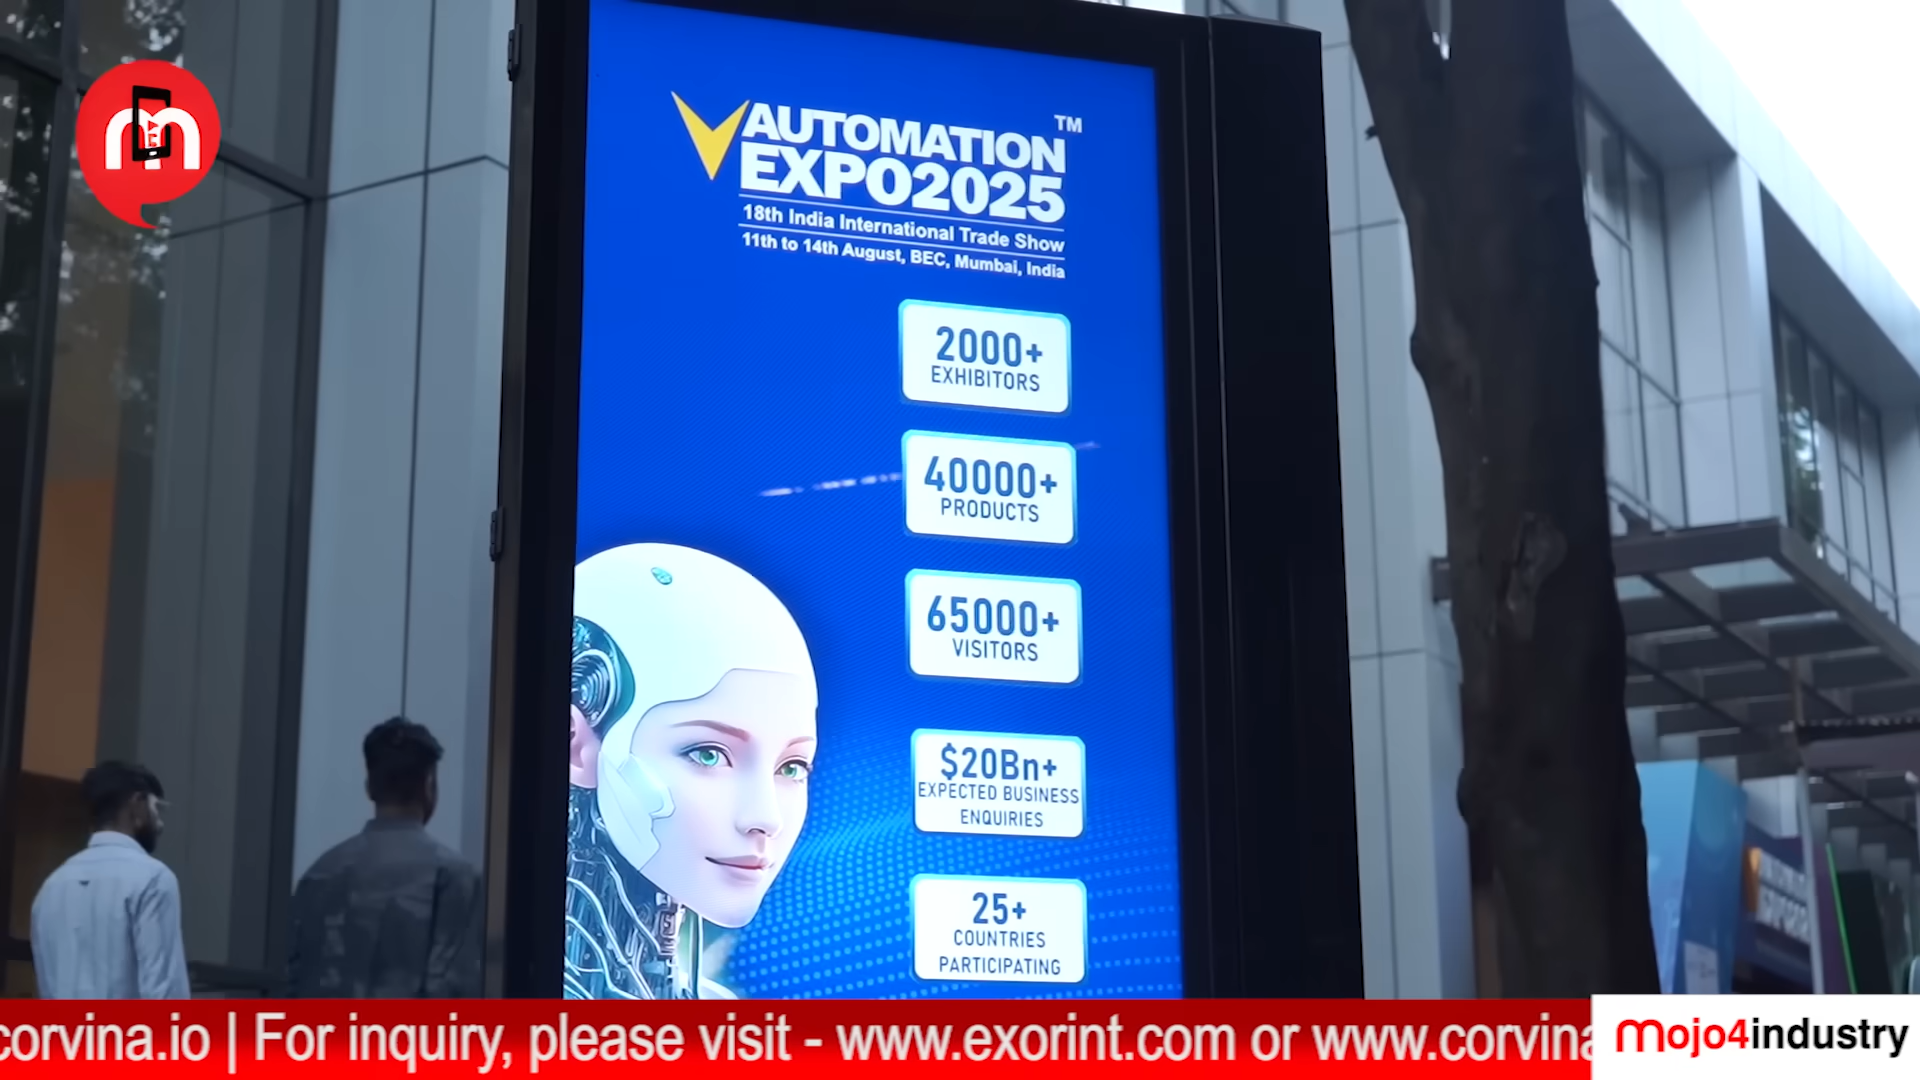 m
AUTOMATION
EXPO2025
TM
18th India International Trade Show
11th to 14th August, BEC, Mumbai, India
2000+
EXHIBITORS
40000+
PRODUCTS
65000+
VISITORS
$20Bn+
EXPECTED BUSINESS
ENQUIRIES
25+
COUNTRIES
PARTICIPATING
corvina.io | For inquiry, please visit - www.exorint.com or www.corvina
mojo4industry